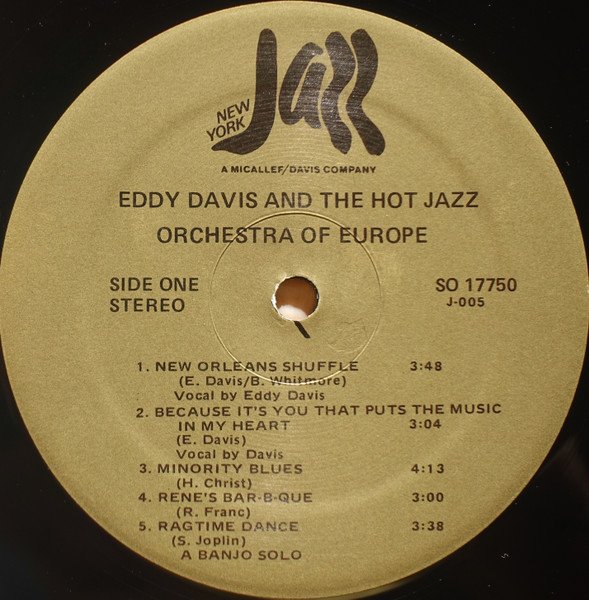 NEW YORK Jazz
A MICALLEF/DAVIS COMPANY
EDDY DAVIS AND THE HOT JAZZ
ORCHESTRA OF EUROPE
SIDE ONE SO 17750
STEREO J-005
1. NEW ORLEANS SHUFFLE 3:48
(E. Davis/B. Whitmore)
Vocal by Eddy Davis
2. BECAUSE IT'S YOU THAT PUTS THE MUSIC
IN MY HEART 3:04
(E. Davis)
Vocal by Davis
3. MINORITY BLUES 4:13
(H. Christ)
4. RENE'S BAR-B-QUE 3:00
(R. Franc)
5. RAGTIME DANCE 3:38
(S. Joplin)
A BANJO SOLO